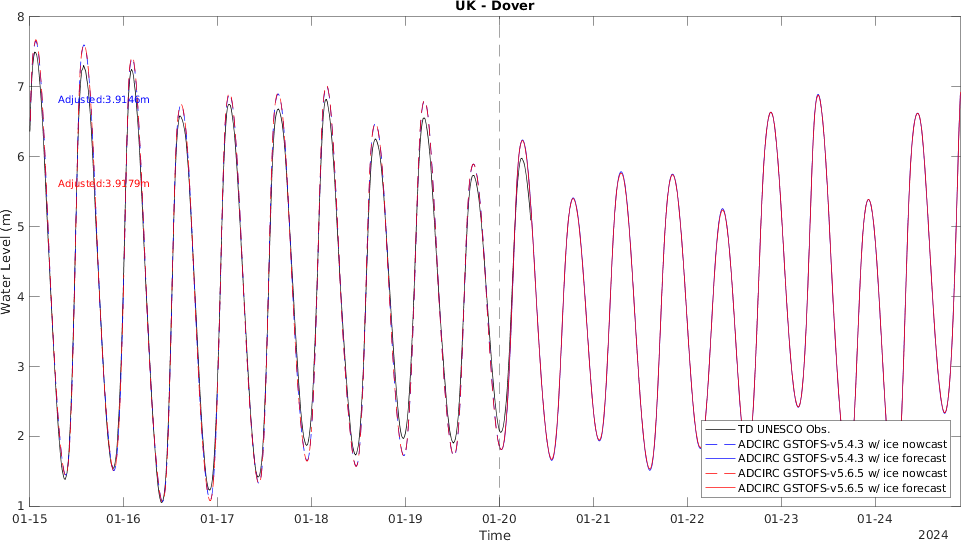 UK - Dover
8
7
6
5
4
3
2
1
Water Level (m)
Adjusted:3.9146m
Adjusted:3.9179m
TD UNESCO Obs.
ADCIRC GSTOFS-v5.4.3 w/ ice nowcast
ADCIRC GSTOFS-v5.4.3 w/ ice forecast
ADCIRC GSTOFS-v5.6.5 w/ ice nowcast
ADCIRC GSTOFS-v5.6.5 w/ ice forecast
01-15 01-16 01-17 01-18 01-19 01-20 01-21 01-22 01-23 01-24
Time
2024